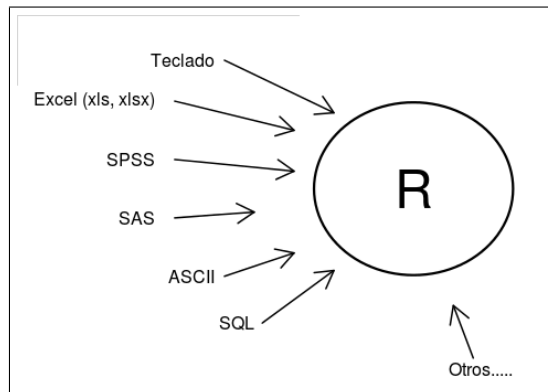 Teclado
Excel (xls, xlsx)
SPSS
R
SAS
ASCII
SQL
Otros.....